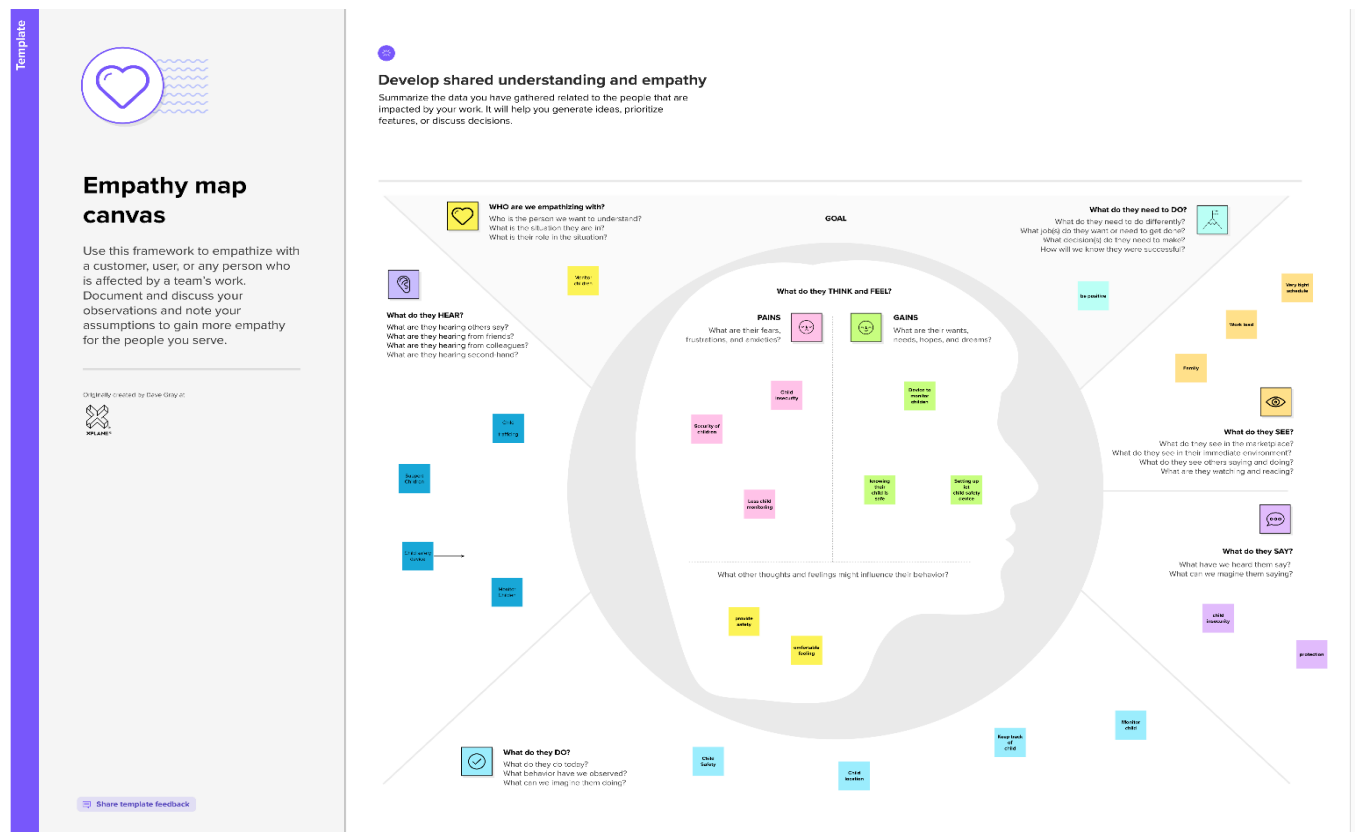 Template
Empathy map
canvas
Use this framework to empathize with
a customer, user, or any person who
is affected by a team's work.
Document and discuss your
observations and note your
assumptions to gain more empathy
for the people you serve.
Originally created by Dave Gray at
XPLANE
Share template feedback
Develop shared understanding and empathy
Summarize the data you have gathered related to the people that are
impacted by your work. It will help you generate ideas, prioritize
features, or discuss decisions.
WHO are we empathizing with?
Who is the person we want to understand?
What is the situation they are in?
What is their role in the situation?
children
GOAL
What do they need to DO?
What do they need to do differently?
What job(s) do they want or need to get done?
What decision(s) do they need to make?
How will we know they were successful?
be positive
What do they HEAR?
What are they hearing others say?
What are they hearing from friends?
What are they hearing from colleagues?
What are they hearing second-hand?
Child
Children
Child safety
What do they THINK and FEEL?
PAINS
What are their fears,
frustrations, and anxieties?
Child
insecurity
Security of
children
Less child
monitoring
GAINS
What are their wants,
needs, hopes, and dreams?
Device to
monitor
children
knowing
their
child is
safe
Setting up
child safety
device
What other thoughts and feelings might influence their behavior?
provide
safety
feeling
Very tight
schedule
Work load
Family
What do they SEE?
What do they see in the marketplace?
What do they see in their immediate environment?
What do they see others saying and doing?
What are they watching and reading?
What do they SAY?
What have we heard them say?
What can we imagine them saying?
child
insecurity
protection
What do they DO?
What do they do today?
What behavior have we observed?
What can we imagine them doing?
Child
Safety
Child
location
Keep track
of
child
Monitor
child